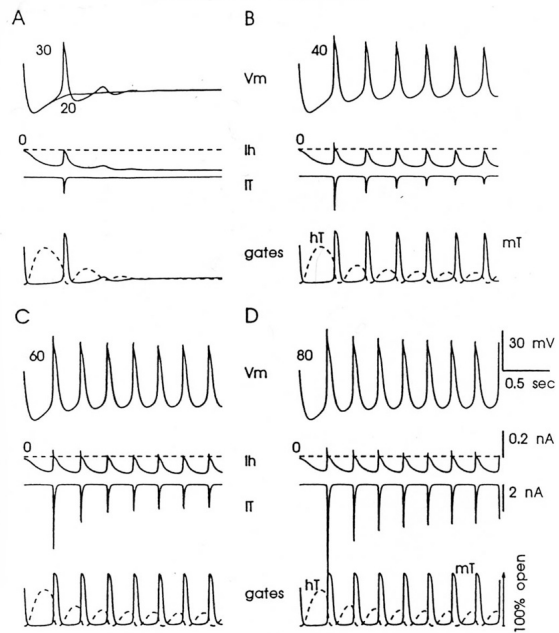 A
B
30
20
Vm
40
0
Ih
0
IT
gates
hT
mT
C
D
60
Vm
80
30 mV
0.5 sec
0
Ih
0
0.2 nA
IT
2 nA
gates
hT
mT
100% open